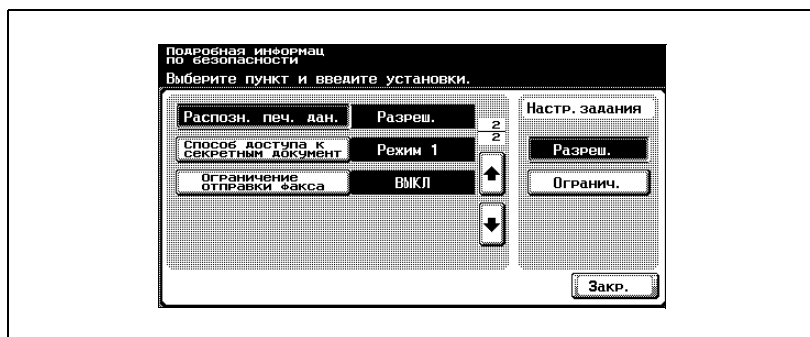 Подробная информац
по безопасности
Выберите пункт и введите установки.
Распозн. печ. дан. Разреш.
Способ доступа к
секретным документ
Режим 1
Ограничение
отправки факса
ВЫКЛ
2
2
Настр. задания
Разреш.
Огранич.
Закр.